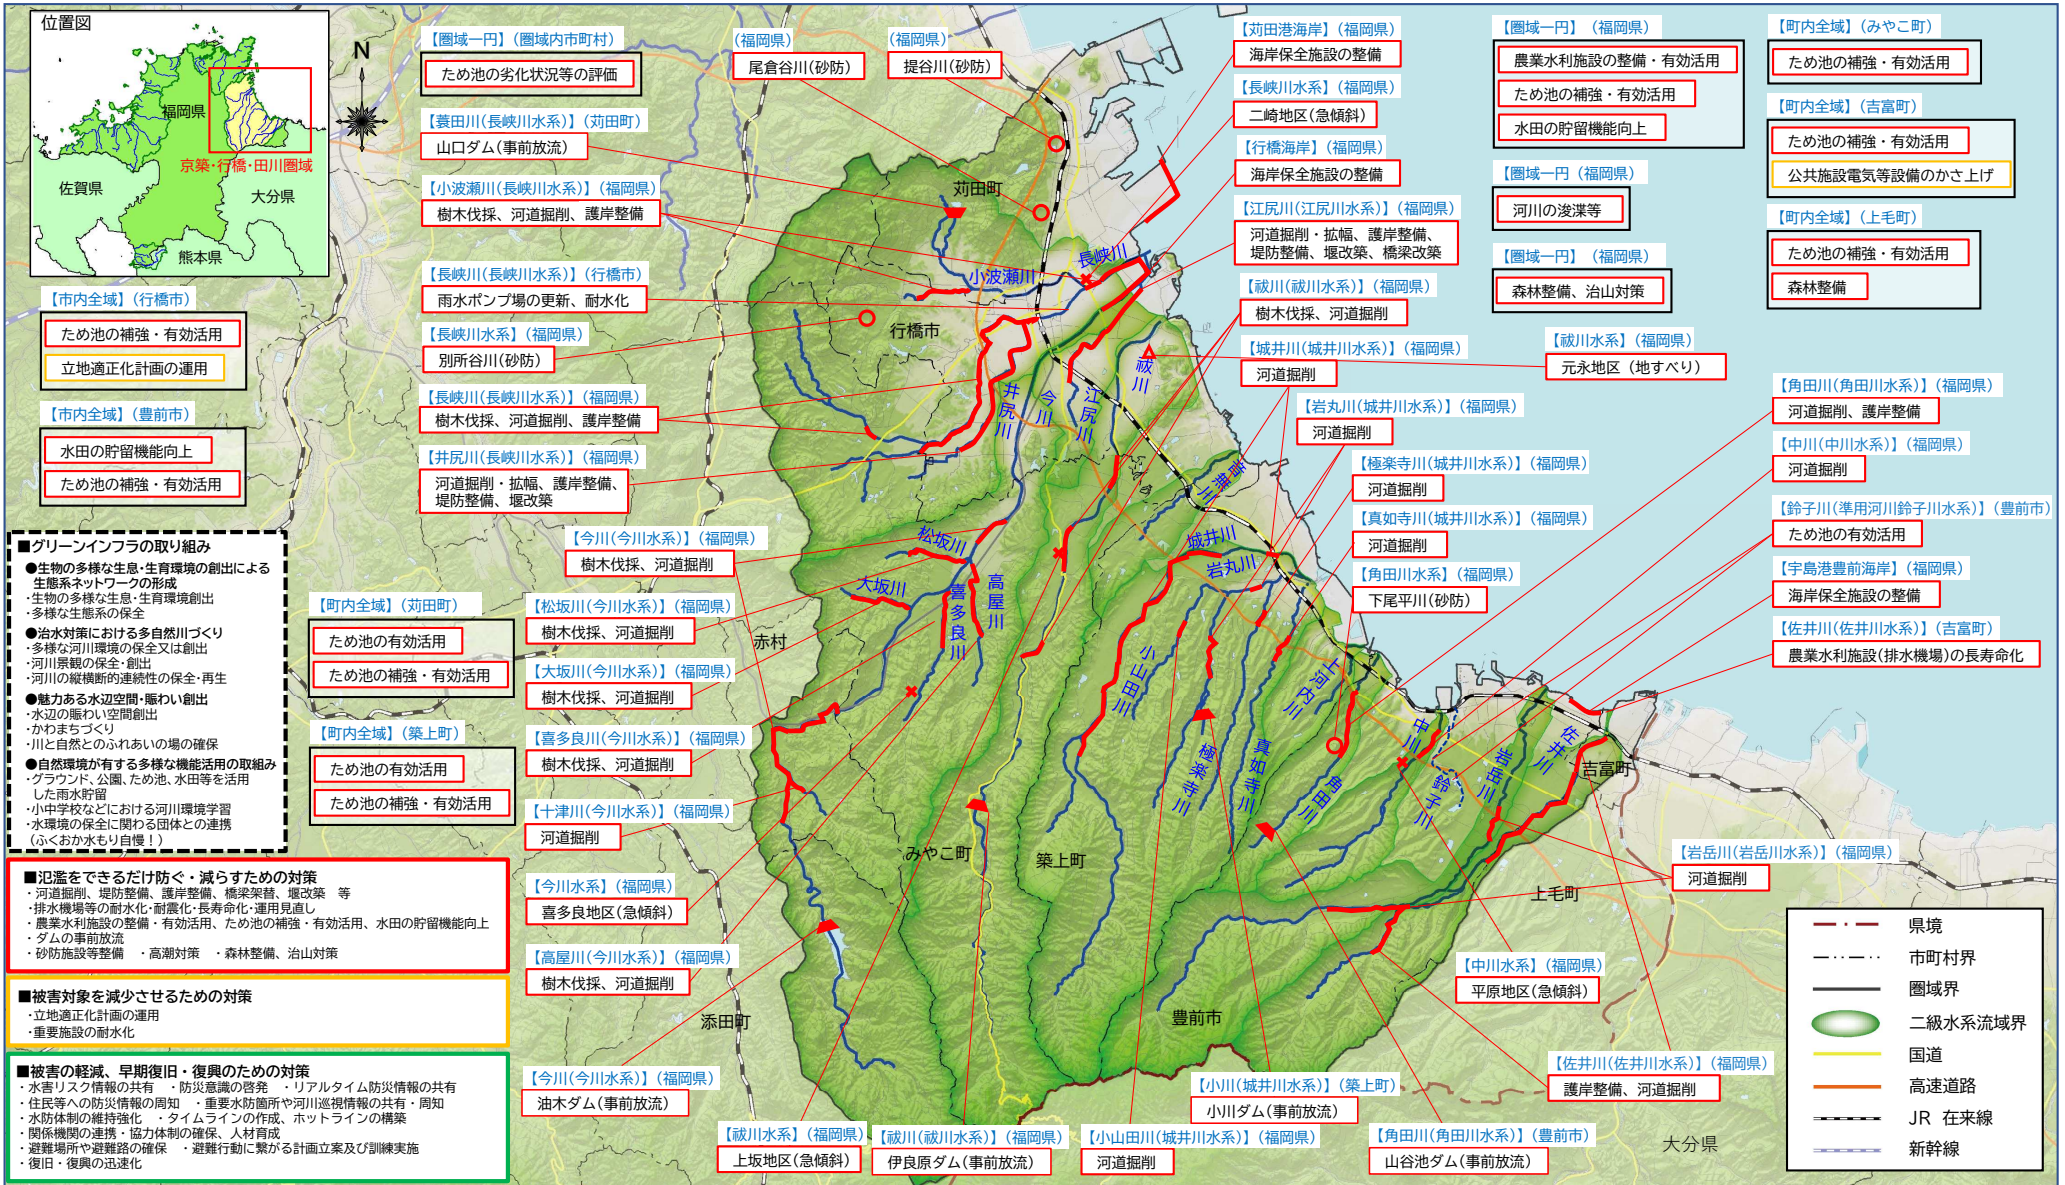 位置図
福岡県
京築・行橋・田川圏域
佐賀県
大分県
熊本県
N
【圏域一円】(圏域内市町村)
ため池の劣化状況等の評価
【蓑田川(長峡川水系)】(苅田町)
山口ダム(事前放流)
【小波瀬川(長峡川水系)】(福岡県)
樹木伐採、河道掘削、護岸整備
【長峡川(長峡川水系)】(行橋市)
雨水ポンプ場の更新、耐水化
【長峡川水系】(福岡県)
別所谷川(砂防)
【長峡川(長峡川水系)】(福岡県)
樹木伐採、河道掘削、護岸整備
【井尻川(長峡川水系)】(福岡県)
河道掘削・拡幅、護岸整備、
堤防整備、堰改築
(福岡県)
尾倉谷川(砂防)
(福岡県)
提谷川(砂防)
【苅田港海岸】(福岡県)
海岸保全施設の整備
【長峡川水系】(福岡県)
二崎地区(急傾斜)
【行橋海岸】(福岡県)
海岸保全施設の整備
【江尻川(江尻川水系)】(福岡県)
河道掘削・拡幅、護岸整備、
堤防整備、堰改築、橋梁改築
【祓川(祓川水系)】(福岡県)
樹木伐採、河道掘削
【城井川(城井川水系)】(福岡県)
河道掘削
【岩丸川(城井川水系)】(福岡県)
河道掘削
【極楽寺川(城井川水系)】(福岡県)
河道掘削
【真如寺川(城井川水系)】(福岡県)
河道掘削
【角田川水系】(福岡県)
下尾平川(砂防)
【圏域一円】(福岡県)
農業水利施設の整備・有効活用
ため池の補強・有効活用
水田の貯留機能向上
【圏域一円(福岡県)
河川の浚渫等
【圏域一円】(福岡県)
森林整備、治山対策
【祓川水系】(福岡県)
元永地区(地すべり)
【町内全域】(みやこ町)
ため池の補強・有効活用
【町内全域】(吉富町)
ため池の補強・有効活用
公共施設電気等設備のかさ上げ
【町内全域】(上毛町)
ため池の補強・有効活用
森林整備
【角田川(角田川水系)】(福岡県)
河道掘削、護岸整備
【中川(中川水系)】(福岡県)
河道掘削
【鈴子川(準用河川鈴子川水系)】(豊前市)
ため池の有効活用
【宇島港豊前海岸】(福岡県)
海岸保全施設の整備
【佐井川(佐井川水系)】(吉富町)
農業水利施設(排水機場)の長寿命化
【市内全域】(行橋市)
ため池の補強・有効活用
立地適正化計画の運用
【市内全域】(豊前市)
水田の貯留機能向上
ため池の補強・有効活用
■グリーンインフラの取り組み
●生物の多様な生息・生育環境の創出による
生態系ネットワークの形成
・生物の多様な生息・生育環境創出
・多様な生態系の保全
●治水対策における多自然川づくり
・多様な河川環境の保全又は創出
・河川景観の保全・創出
・河川の縦横断的連続性の保全・再生
●魅力ある水辺空間・賑わい創出
・水辺の賑わい空間創出
・かわまちづくり
・川と自然とのふれあいの場の確保
●自然環境が有する多様な機能活用の取組み
・グラウンド、公園、ため池、水田等を活用
した雨水貯留
・小中学校などにおける河川環境学習
・水環境の保全に関わる団体との連携
(ふくおか水もり自慢!)
【町内全域】(苅田町)
ため池の有効活用
ため池の補強・有効活用
【町内全域】(築上町)
ため池の有効活用
ため池の補強・有効活用
【今川(今川水系)】(福岡県)
樹木伐採、河道掘削
【松坂川(今川水系)】(福岡県)
樹木伐採、河道掘削
【大坂川(今川水系)】(福岡県)
樹木伐採、河道掘削
【喜多良川(今川水系)】(福岡県)
樹木伐採、河道掘削
【十津川(今川水系)】(福岡県)
河道掘削
【今川水系】(福岡県)
喜多良地区(急傾斜)
【高屋川(今川水系)】(福岡県)
樹木伐採、河道掘削
【今川(今川水系)】(福岡県)
油木ダム(事前放流)
【祓川水系】(福岡県)
上坂地区(急傾斜)
【祓川(祓川水系)】(福岡県)
伊良原ダム(事前放流)
【小山田川(城井川水系)】(福岡県)
河道掘削
【小川(城井川水系)】(築上町)
小川ダム(事前放流)
【角田川(角田川水系)】(豊前市)
山谷池ダム(事前放流)
【中川水系】(福岡県)
平原地区(急傾斜)
【佐井川(佐井川水系)】(福岡県)
護岸整備、河道掘削
【岩岳川(岩岳川水系)】(福岡県)
河道掘削
苅田町
行橋市
赤村
みやこ町
築上町
添田町
豊前市
上毛町
吉富町
大分県
長峡川
小波瀬川
井尻川
今川
江尻川
祓川
音無川
城井川
岩丸川
松坂川
大坂川
喜多良川
高屋川
小山田川
極楽寺川
真如寺川
上河内川
角田川
中川
鈴子川
岩岳川
佐井川
■氾濫をできるだけ防ぐ・減らすための対策
・河道掘削、堤防整備、護岸整備、橋梁架替、堰改築 等
・排水機場等の耐水化・耐震化・長寿命化・運用見直し
・農業水利施設の整備・有効活用、ため池の補強・有効活用、水田の貯留機能向上
・ダムの事前放流
・砂防施設等整備 ・高潮対策 ・森林整備、治山対策
■被害対象を減少させるための対策
・立地適正化計画の運用
・重要施設の耐水化
■被害の軽減、早期復旧・復興のための対策
・水害リスク情報の共有 ・防災意識の啓発 ・リアルタイム防災情報の共有
・住民等への防災情報の周知 ・重要水防箇所や河川巡視情報の共有・周知
・水防体制の維持強化 ・タイムラインの作成、ホットラインの構築
・関係機関の連携・協力体制の確保、人材育成
・避難場所や避難路の確保 ・避難行動に繋がる計画立案及び訓練実施
・復旧・復興の迅速化
県境
市町村界
圏域界
二級水系流域界
国道
高速道路
JR 在来線
新幹線